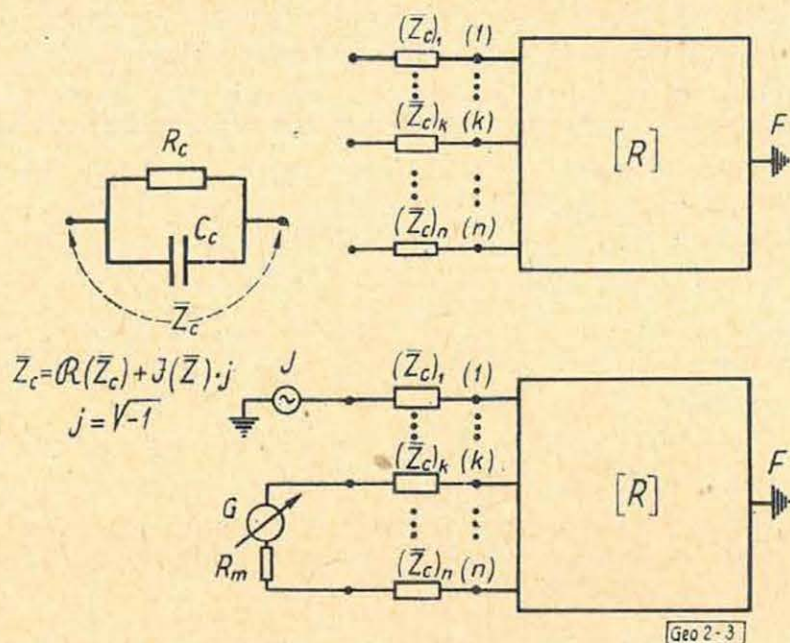 (Z̄c)₁ (1)
Rc
(Z̄c)k (k)
[R]
F
Cc
(Z̄c)n (n)
Z̄c
Z̄c=ℛ(Z̄c)+ℑ(Z̄)·j
j=√-1
J
(Z̄c)₁ (1)
(Z̄c)k (k)
G
[R]
F
Rm
(Z̄c)n (n)
Geo 2-3